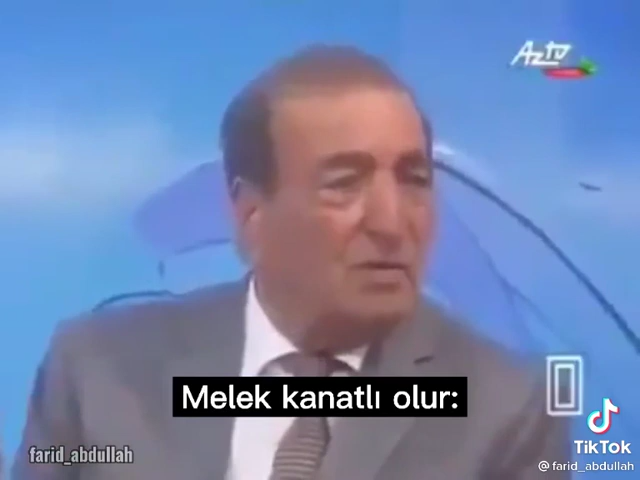 AZTV
Melek kanatlı olur:
farid_abdullah
TikTok
@farid_abdullah